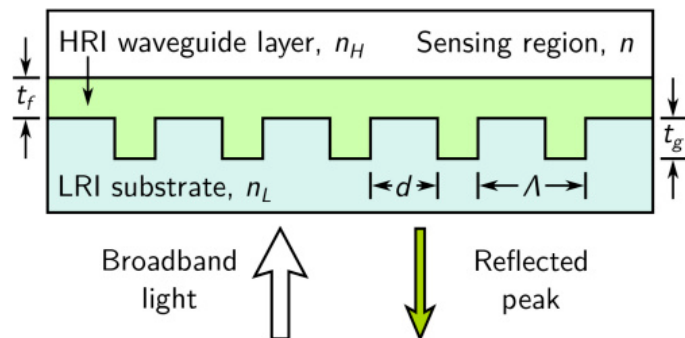 HRI waveguide layer, n_H
Sensing region, n
t_f
t_g
LRI substrate, n_L
d
Λ
Broadband
light
Reflected
peak